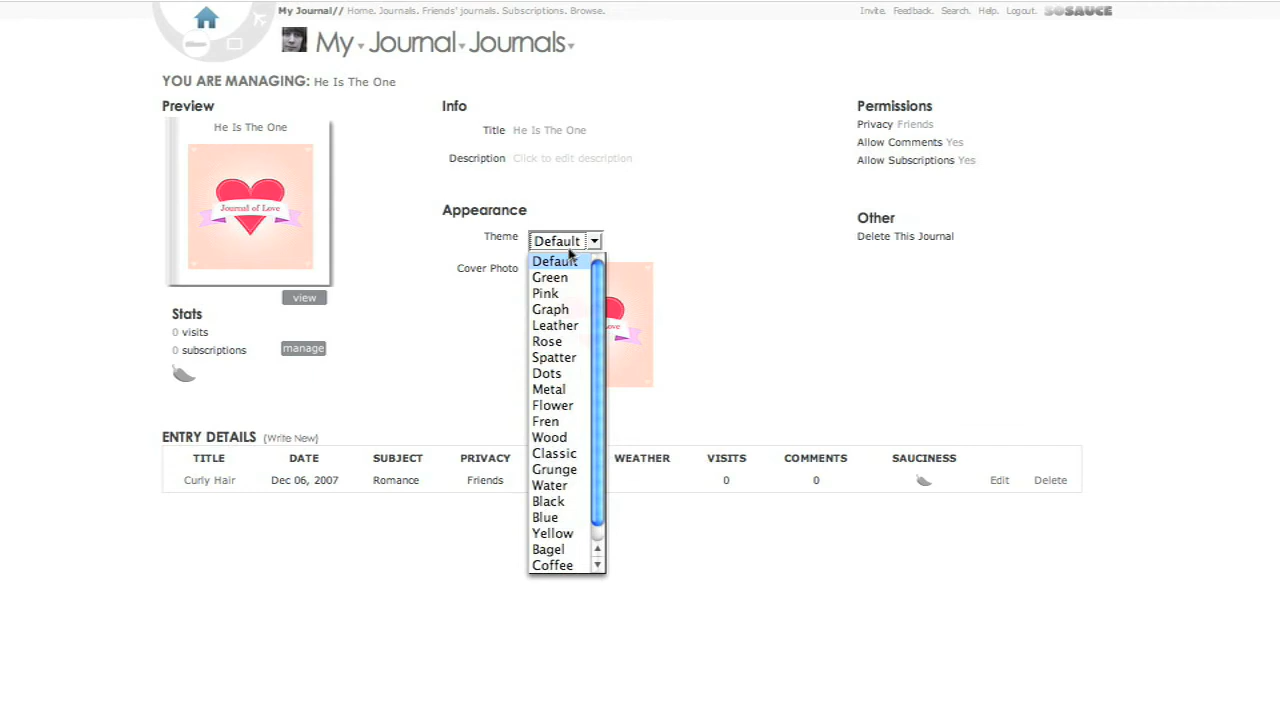 My Journal// Home. Journals. Friends' journals. Subscriptions. Browse.
Invite. Feedback. Search. Help. Logout. SOSAUCE
My Journal Journals
YOU ARE MANAGING: He Is The One
Preview
He Is The One
Journal of Love
view
Stats
0 visits
0 subscriptions
manage
Info
Title He Is The One
Description Click to edit description
Appearance
Theme Default
Cover Photo
Default
Green
Pink
Graph
Leather
Rose
Spatter
Dots
Metal
Flower
Fren
Wood
Classic
Grunge
Water
Black
Blue
Yellow
Bagel
Coffee
Permissions
Privacy Friends
Allow Comments Yes
Allow Subscriptions Yes
Other
Delete This Journal
ENTRY DETAILS (Write New)
TITLE DATE SUBJECT PRIVACY WEATHER VISITS COMMENTS SAUCINESS
Curly Hair Dec 06, 2007 Romance Friends 0 0 Edit Delete